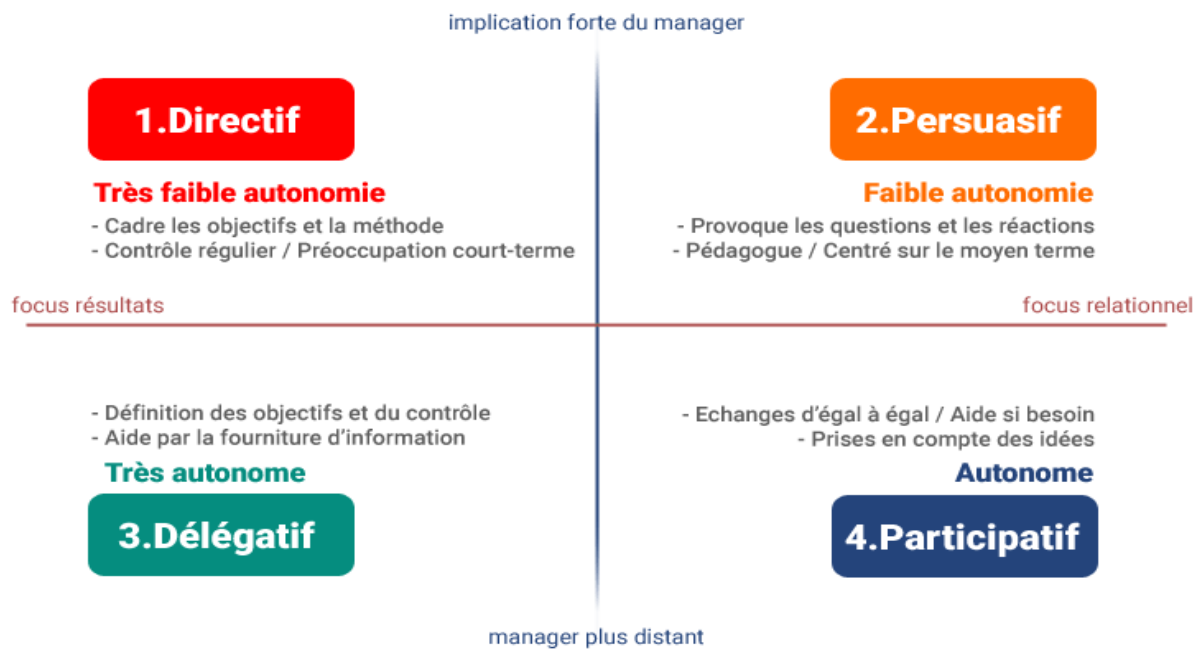 implication forte du manager
1.Directif
2.Persuasif
Très faible autonomie
- Cadre les objectifs et la méthode
- Contrôle régulier / Préoccupation court-terme
Faible autonomie
- Provoque les questions et les réactions
- Pédagogue / Centré sur le moyen terme
focus résultats
focus relationnel
- Définition des objectifs et du contrôle
- Aide par la fourniture d'information
Très autonome
3.Délégatif
- Echanges d'égal à égal / Aide si besoin
- Prises en compte des idées
Autonome
4.Participatif
manager plus distant